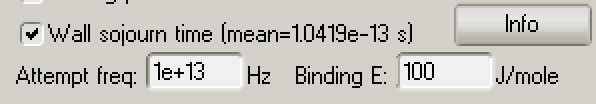 Wall sojourn time (mean=1.0419e-13 s)
Info
Attempt freq: 1e+13 Hz Binding E: 100 J/mole